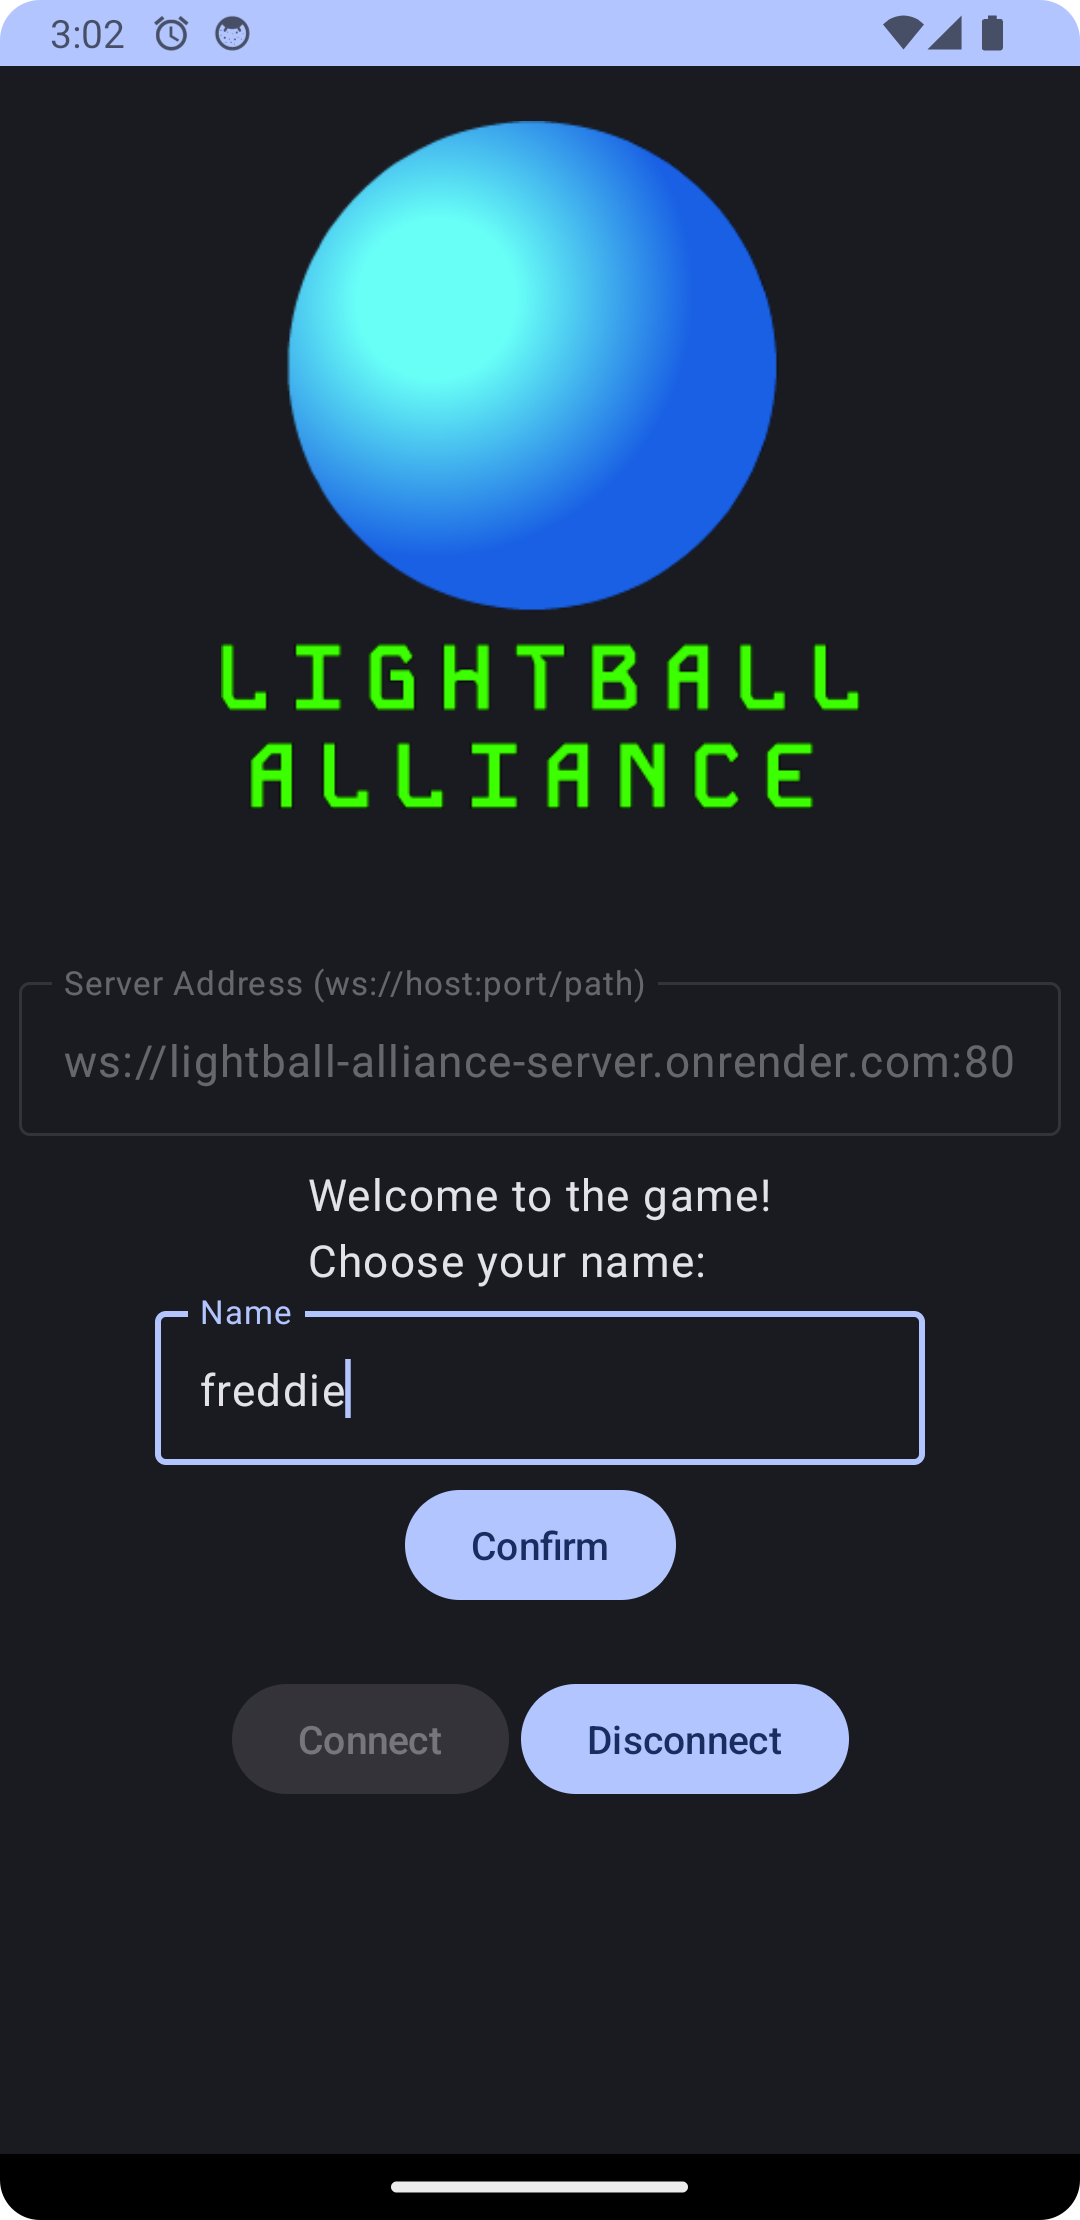 3:02
LIGHTBALL
ALLIANCE
Server Address (ws://host:port/path)
ws://lightball-alliance-server.onrender.com:80
Welcome to the game!
Choose your name:
Name
freddie
Confirm
Connect Disconnect